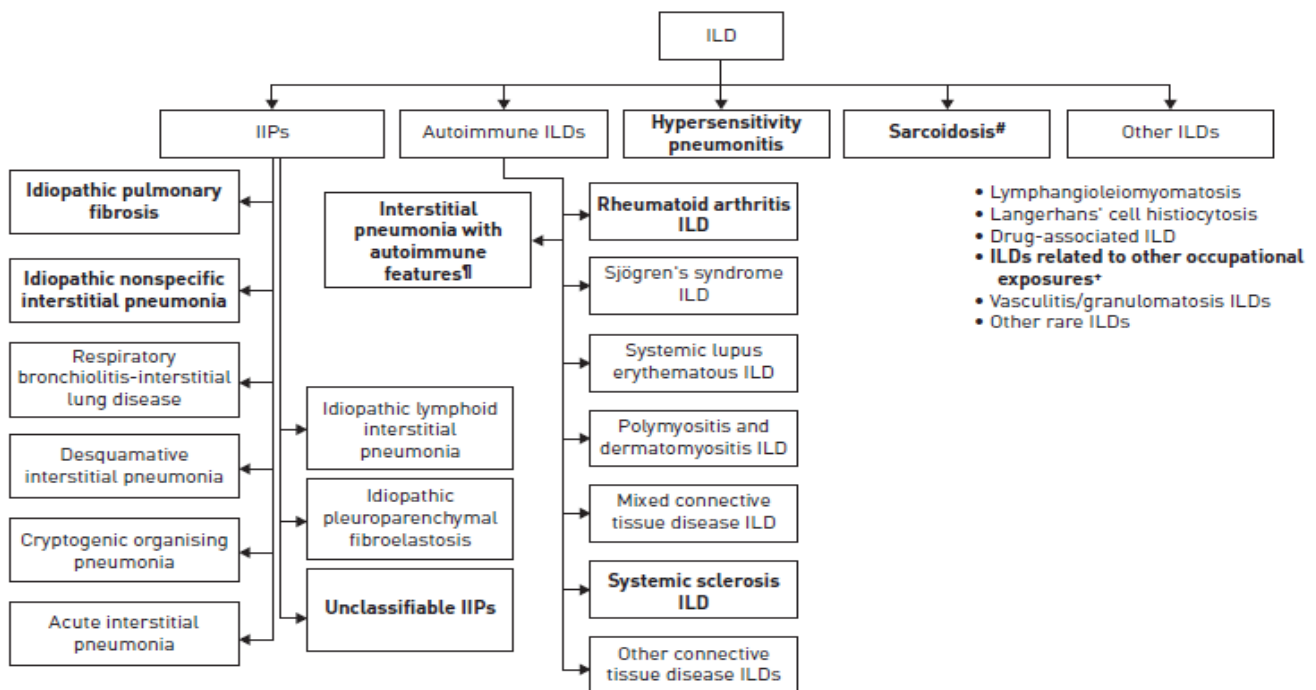 ILD
IIPs
Autoimmune ILDs
Hypersensitivity
pneumonitis
Sarcoidosis#
Other ILDs
Idiopathic pulmonary
fibrosis
Idiopathic nonspecific
interstitial pneumonia
Respiratory
bronchiolitis-interstitial
lung disease
Desquamative
interstitial pneumonia
Cryptogenic organising
pneumonia
Acute interstitial
pneumonia
Idiopathic lymphoid
interstitial
pneumonia
Idiopathic
pleuroparenchymal
fibroelastosis
Unclassifiable IIPs
Interstitial
pneumonia with
autoimmune
features¶
Rheumatoid arthritis
ILD
Sjögren's syndrome
ILD
Systemic lupus
erythematous ILD
Polymyositis and
dermatomyositis ILD
Mixed connective
tissue disease ILD
Systemic sclerosis
ILD
Other connective
tissue disease ILDs
• Lymphangioleiomyomatosis
• Langerhans' cell histiocytosis
• Drug-associated ILD
• ILDs related to other occupational
exposures+
• Vasculitis/granulomatosis ILDs
• Other rare ILDs